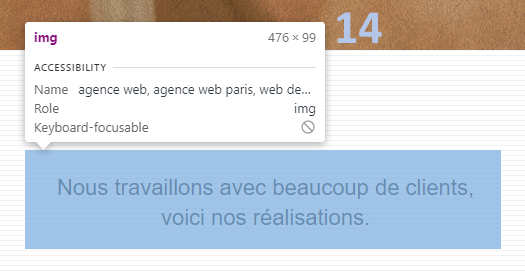 14
img 476 × 99
ACCESSIBILITY
Name agence web, agence web paris, web de...
Role img
Keyboard-focusable
Nous travaillons avec beaucoup de clients,
voici nos réalisations.